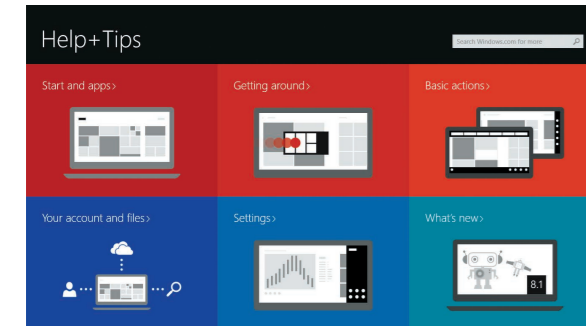 Help+Tips
Search Windows.com for more
Start and apps>
Getting around>
Basic actions>
Your account and files>
Settings>
What's new>
8.1